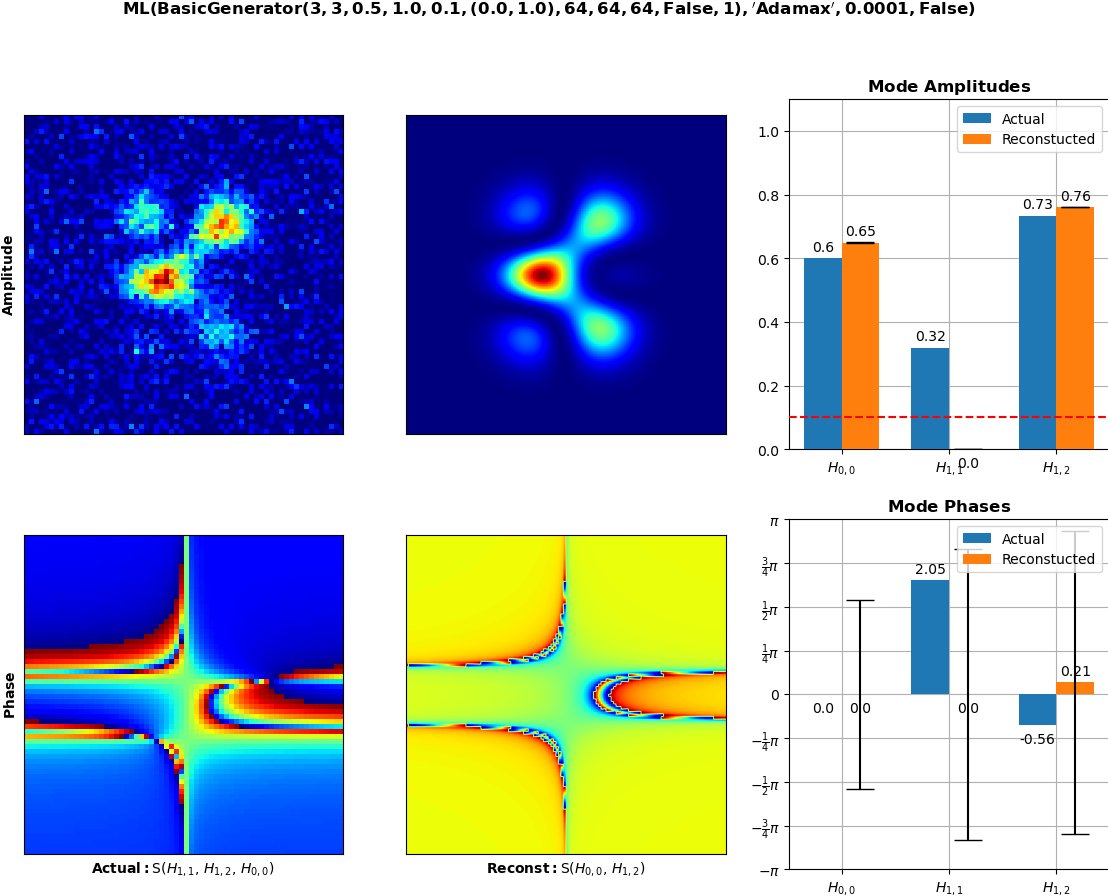 ML(BasicGenerator(3, 3, 0.5, 1.0, 0.1, (0.0, 1.0), 64, 64, 64, False, 1), ′Adamax′, 0.0001, False)
Amplitude
Mode Amplitudes
Actual
Reconstucted
1.0
0.8
0.6
0.4
0.2
0.0
0.6
0.65
0.32
0.0
0.73
0.76
H0,0
H1,1
H1,2
Phase
Actual: S(H1,1, H1,2, H0,0)
Reconst: S(H0,0, H1,2)
Mode Phases
Actual
Reconstucted
π
3/4π
1/2π
1/4π
0
−1/4π
−1/2π
−3/4π
−π
0.0
0.0
2.05
0.0
-0.56
0.21
H0,0
H1,1
H1,2